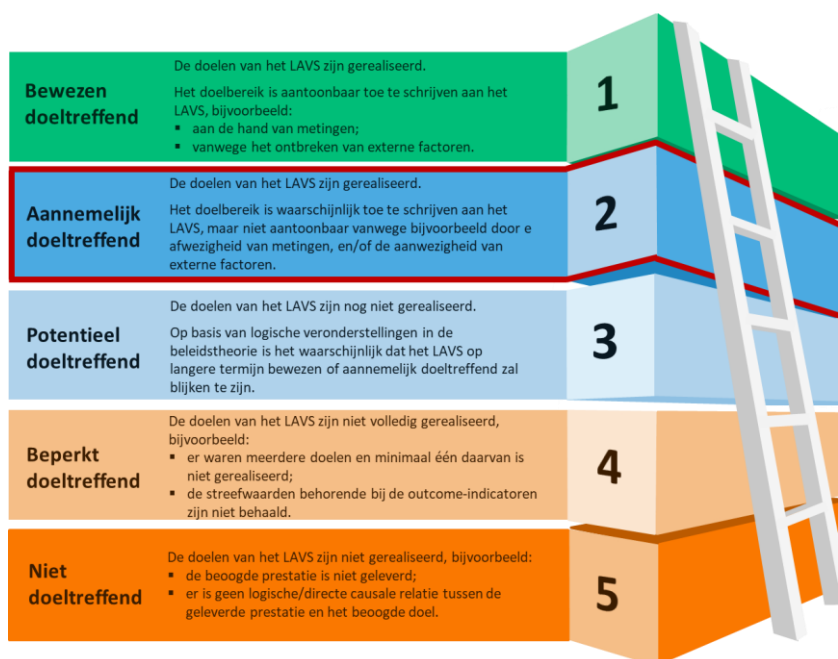 Bewezen
doeltreffend
De doelen van het LAVS zijn gerealiseerd.
Het doelbereik is aantoonbaar toe te schrijven aan het
LAVS, bijvoorbeeld:
▪ aan de hand van metingen;
▪ vanwege het ontbreken van externe factoren.
1
Aannemelijk
doeltreffend
De doelen van het LAVS zijn gerealiseerd.
Het doelbereik is waarschijnlijk toe te schrijven aan het
LAVS, maar niet aantoonbaar vanwege bijvoorbeeld door e
afwezigheid van metingen, en/of de aanwezigheid van
externe factoren.
2
Potentieel
doeltreffend
De doelen van het LAVS zijn nog niet gerealiseerd.
Op basis van logische veronderstellingen in de
beleidstheorie is het waarschijnlijk dat het LAVS op
langere termijn bewezen of aannemelijk doeltreffend zal
blijken te zijn.
3
Beperkt
doeltreffend
De doelen van het LAVS zijn niet volledig gerealiseerd,
bijvoorbeeld:
▪ er waren meerdere doelen en minimaal één daarvan is
niet gerealiseerd;
▪ de streefwaarden behorende bij de outcome-indicatoren
zijn niet behaald.
4
Niet
doeltreffend
De doelen van het LAVS zijn niet gerealiseerd, bijvoorbeeld:
▪ de beoogde prestatie is niet geleverd;
▪ er is geen logische/directe causale relatie tussen de
geleverde prestatie en het beoogde doel.
5